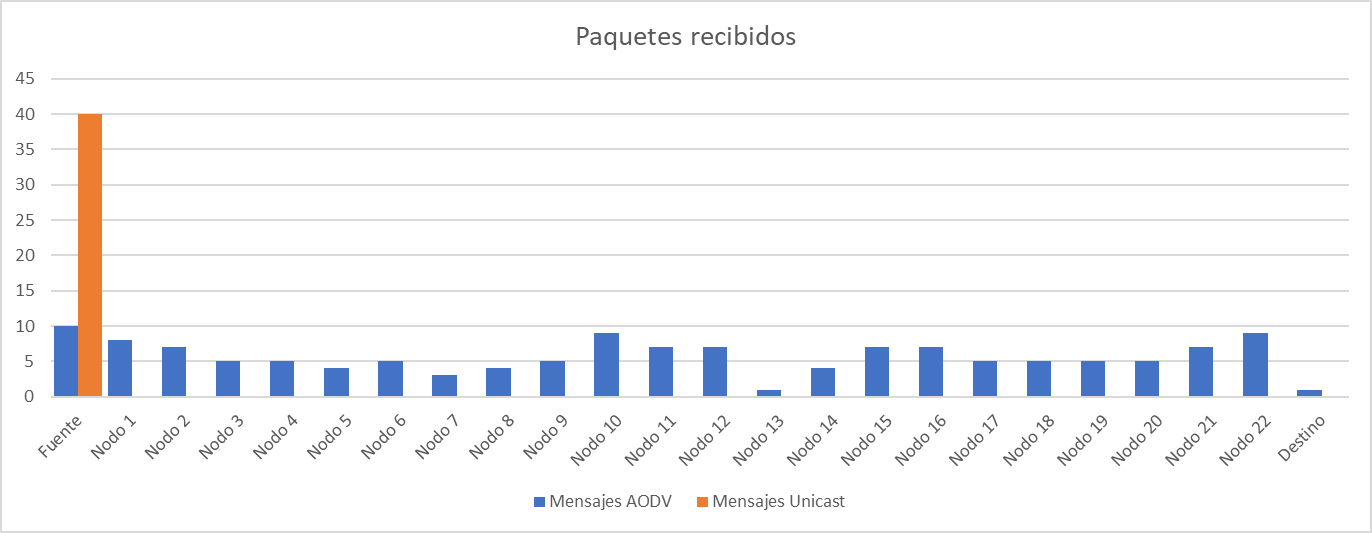 Paquetes recibidos
45
40
35
30
25
20
15
10
5
0
Fuente
Nodo 1
Nodo 2
Nodo 3
Nodo 4
Nodo 5
Nodo 6
Nodo 7
Nodo 8
Nodo 9
Nodo 10
Nodo 11
Nodo 12
Nodo 13
Nodo 14
Nodo 15
Nodo 16
Nodo 17
Nodo 18
Nodo 19
Nodo 20
Nodo 21
Nodo 22
Destino
Mensajes AODV Mensajes Unicast